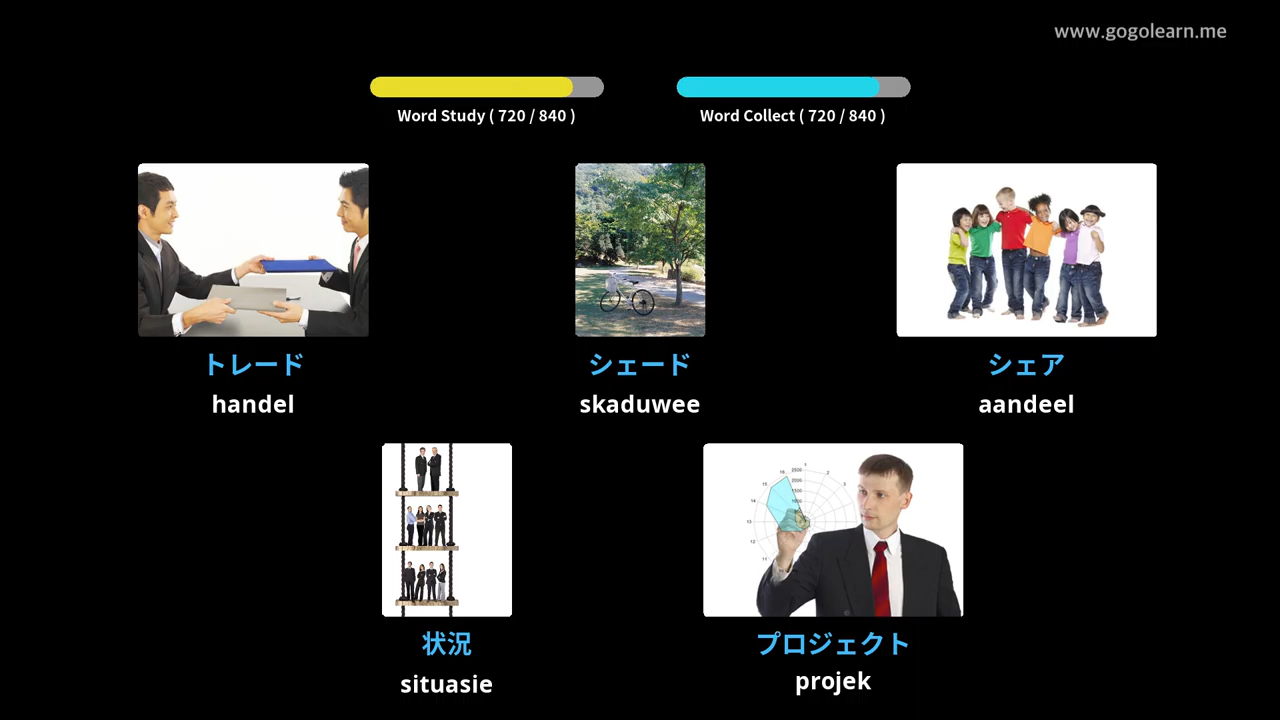 www.gogolearn.me
Word Study ( 720 / 840 )
Word Collect ( 720 / 840 )
トレード
handel
シェード
skaduwee
シェア
aandeel
状況
situasie
プロジェクト
projek